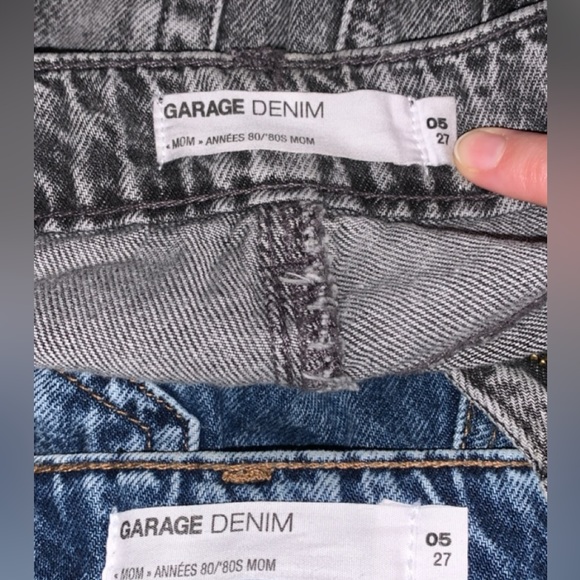 GARAGE DENIM
05
« MOM » ANNÉES 80/'80S MOM
27
GARAGE DENIM
05
« MOM » ANNÉES 80/'80S MOM
27